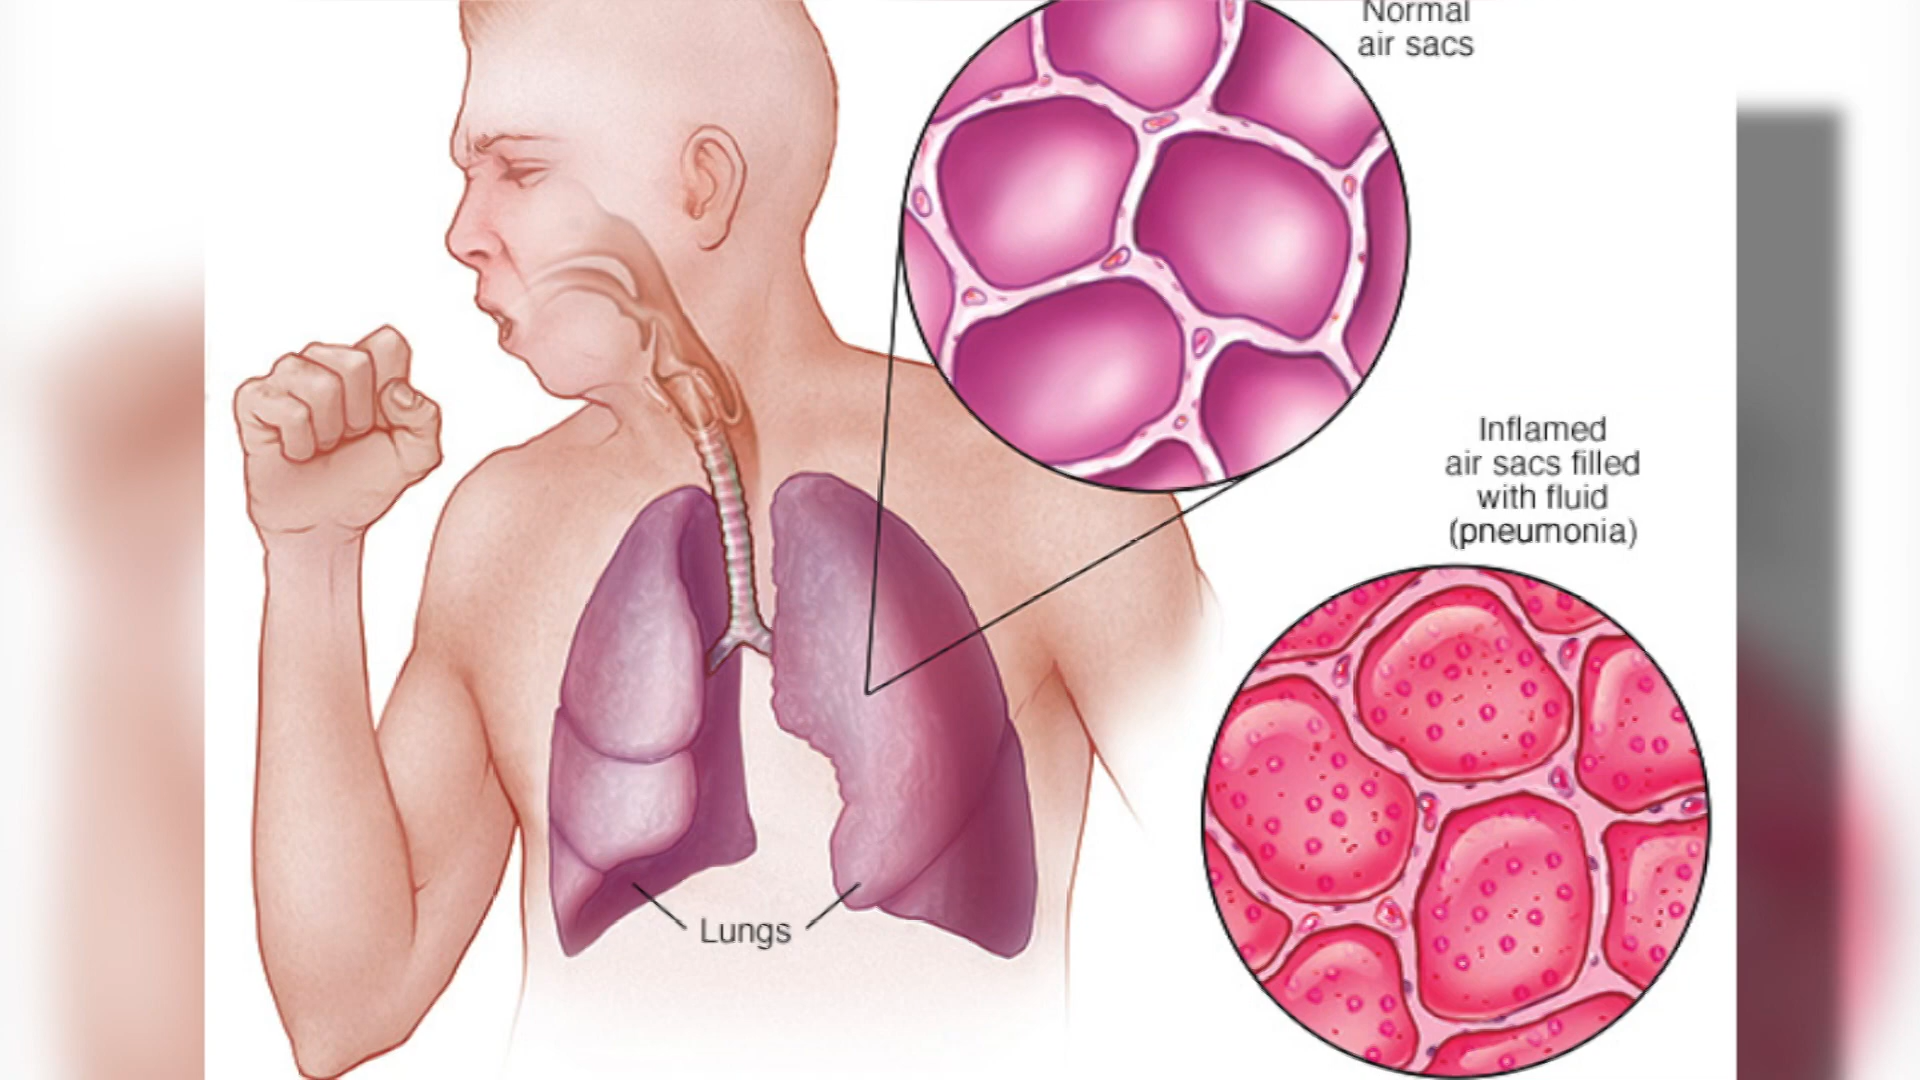 Normal
air sacs
Inflamed
air sacs filled
with fluid
(pneumonia)
Lungs